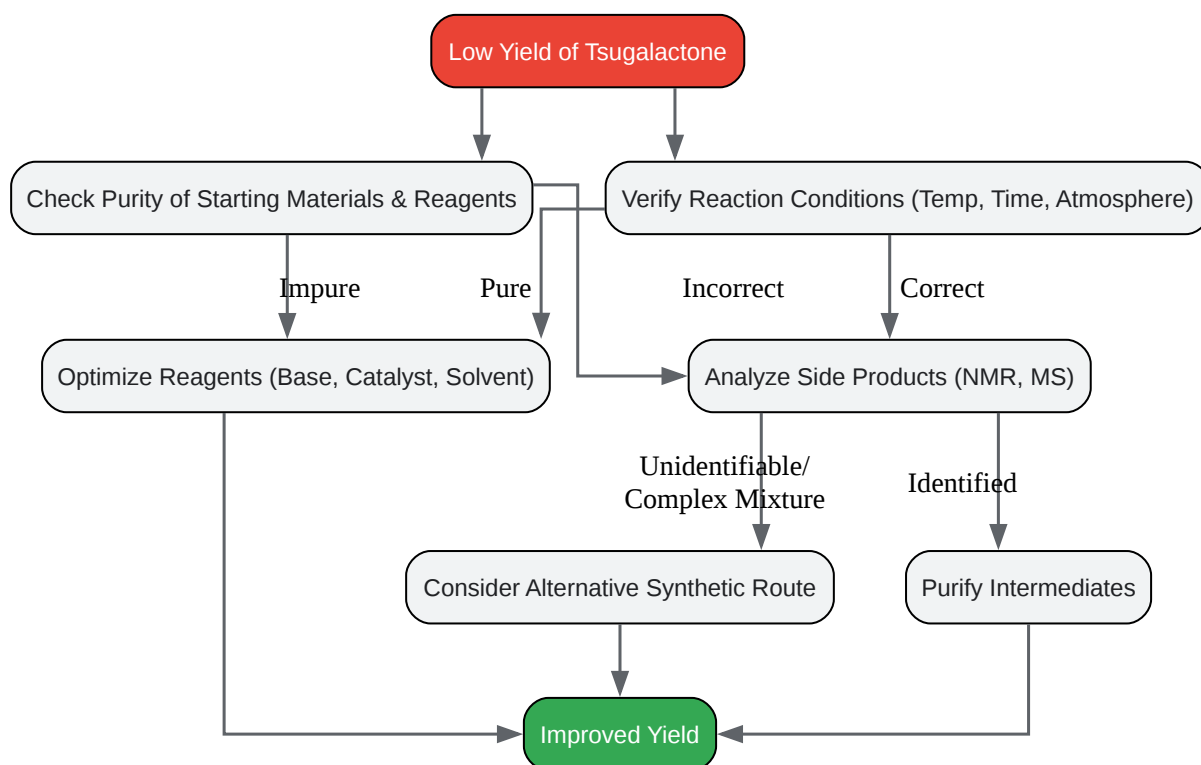 Low Yield of Tsugalactone
Check Purity of Starting Materials & Reagents
Verify Reaction Conditions (Temp, Time, Atmosphere)
Impure
Pure
Incorrect
Correct
Optimize Reagents (Base, Catalyst, Solvent)
Analyze Side Products (NMR, MS)
Unidentifiable/
Complex Mixture
Identified
Consider Alternative Synthetic Route
Purify Intermediates
Improved Yield